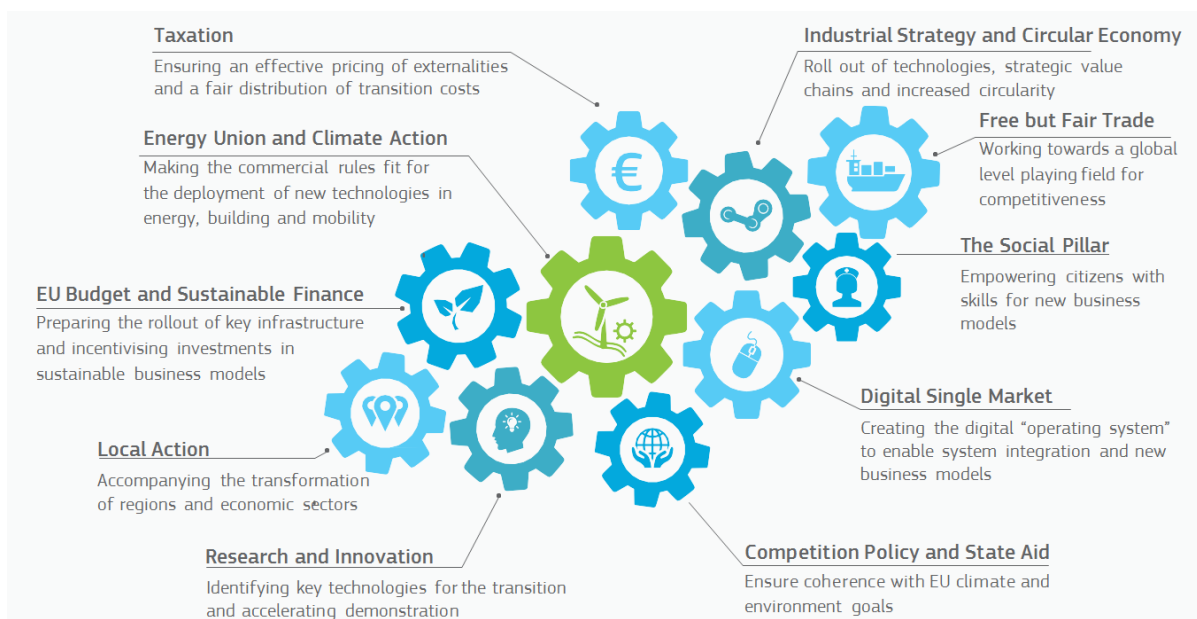 Taxation
Ensuring an effective pricing of externalities
and a fair distribution of transition costs
Energy Union and Climate Action
Making the commercial rules fit for
the deployment of new technologies in
energy, building and mobility
EU Budget and Sustainable Finance
Preparing the rollout of key infrastructure
and incentivising investments in
sustainable business models
Local Action
Accompanying the transformation
of regions and economic sectors
Research and Innovation
Identifying key technologies for the transition
and accelerating demonstration
€
Industrial Strategy and Circular Economy
Roll out of technologies, strategic value
chains and increased circularity
Free but Fair Trade
Working towards a global
level playing field for
competitiveness
The Social Pillar
Empowering citizens with
skills for new business
models
Digital Single Market
Creating the digital “operating system”
to enable system integration and new
business models
Competition Policy and State Aid
Ensure coherence with EU climate and
environment goals